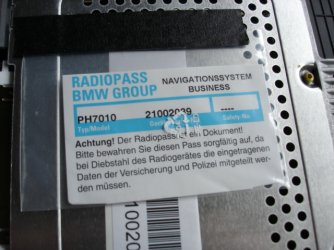 RADIOPASS
BMW GROUP
NAVIGATIONSSYSTEM
BUSINESS
PH7010 21002039 ----
Typ/Model Safety-No.
Achtung! Der Radiopass ist ein Dokument!
Bitte bewahren Sie diesen Pass sorgfältig auf, da
bei Diebstahl des Radiogerätes die eingetragenen
Daten der Versicherung und Polizei mitgeteilt wer-
den müssen.